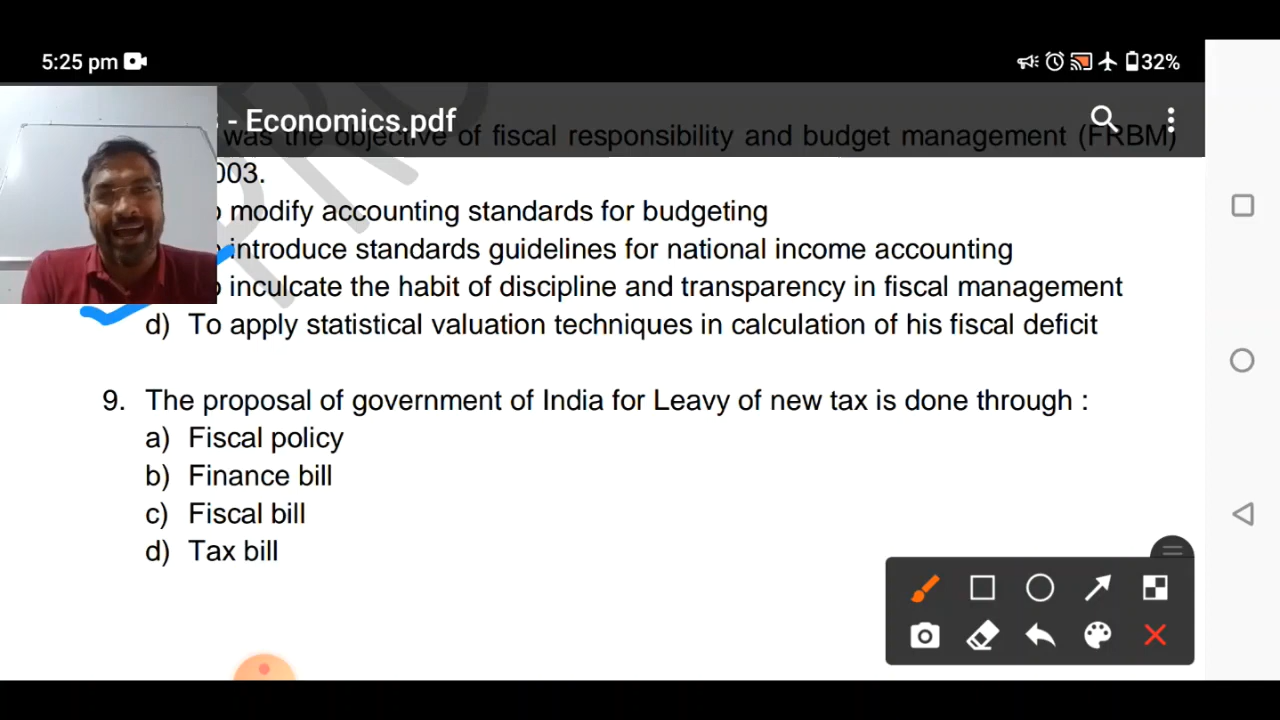 5:25 pm
32%
- Economics.pdf
was the objective of fiscal responsibility and budget management (FRBM)
003.
modify accounting standards for budgeting
introduce standards guidelines for national income accounting
inculcate the habit of discipline and transparency in fiscal management
d) To apply statistical valuation techniques in calculation of his fiscal deficit
9. The proposal of government of India for Leavy of new tax is done through :
a) Fiscal policy
b) Finance bill
c) Fiscal bill
d) Tax bill